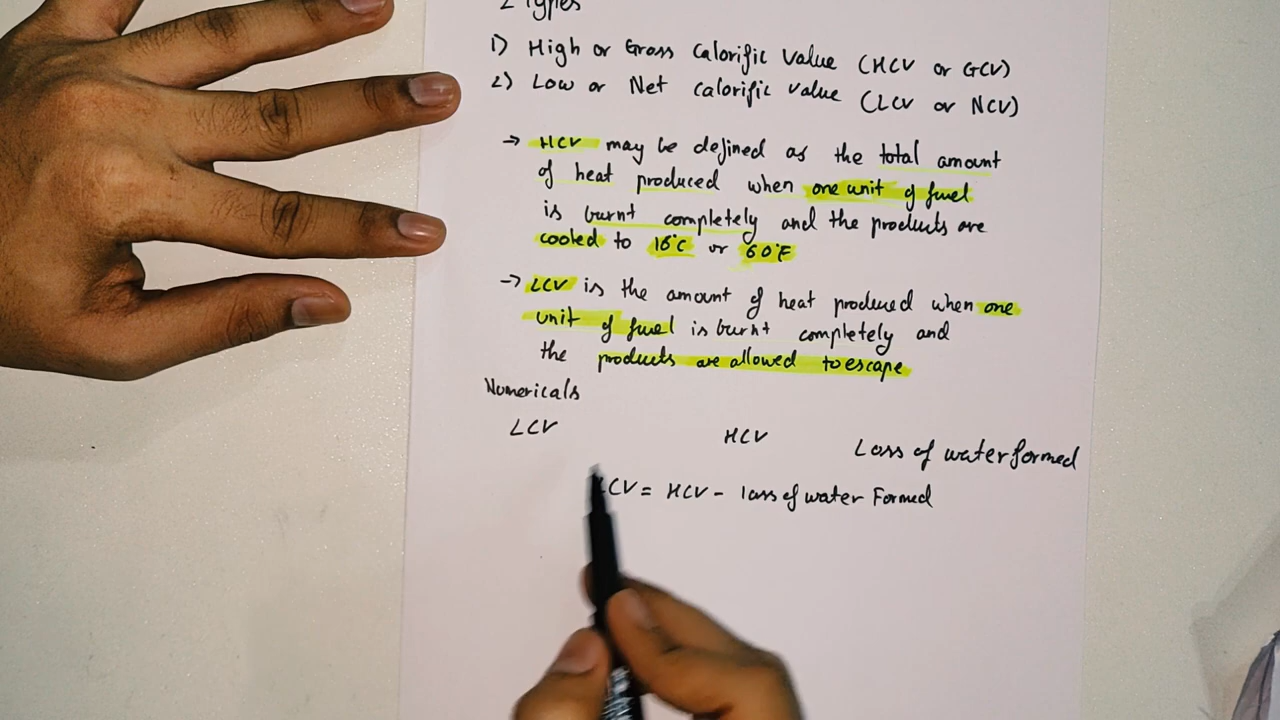 2 Types
1) High or Gross Calorific Value (HCV or GCV)
2) Low or Net calorific value (LCV or NCV)
→ HCV may be defined as the total amount
of heat produced when one unit of fuel
is burnt completely and the products are
cooled to 16°C or 60°F
→ LCV is the amount of heat produced when one
unit of fuel is burnt completely and
the products are allowed to escape
Numericals
LCV HCV Loss of water formed
LCV = HCV - loss of water Formed